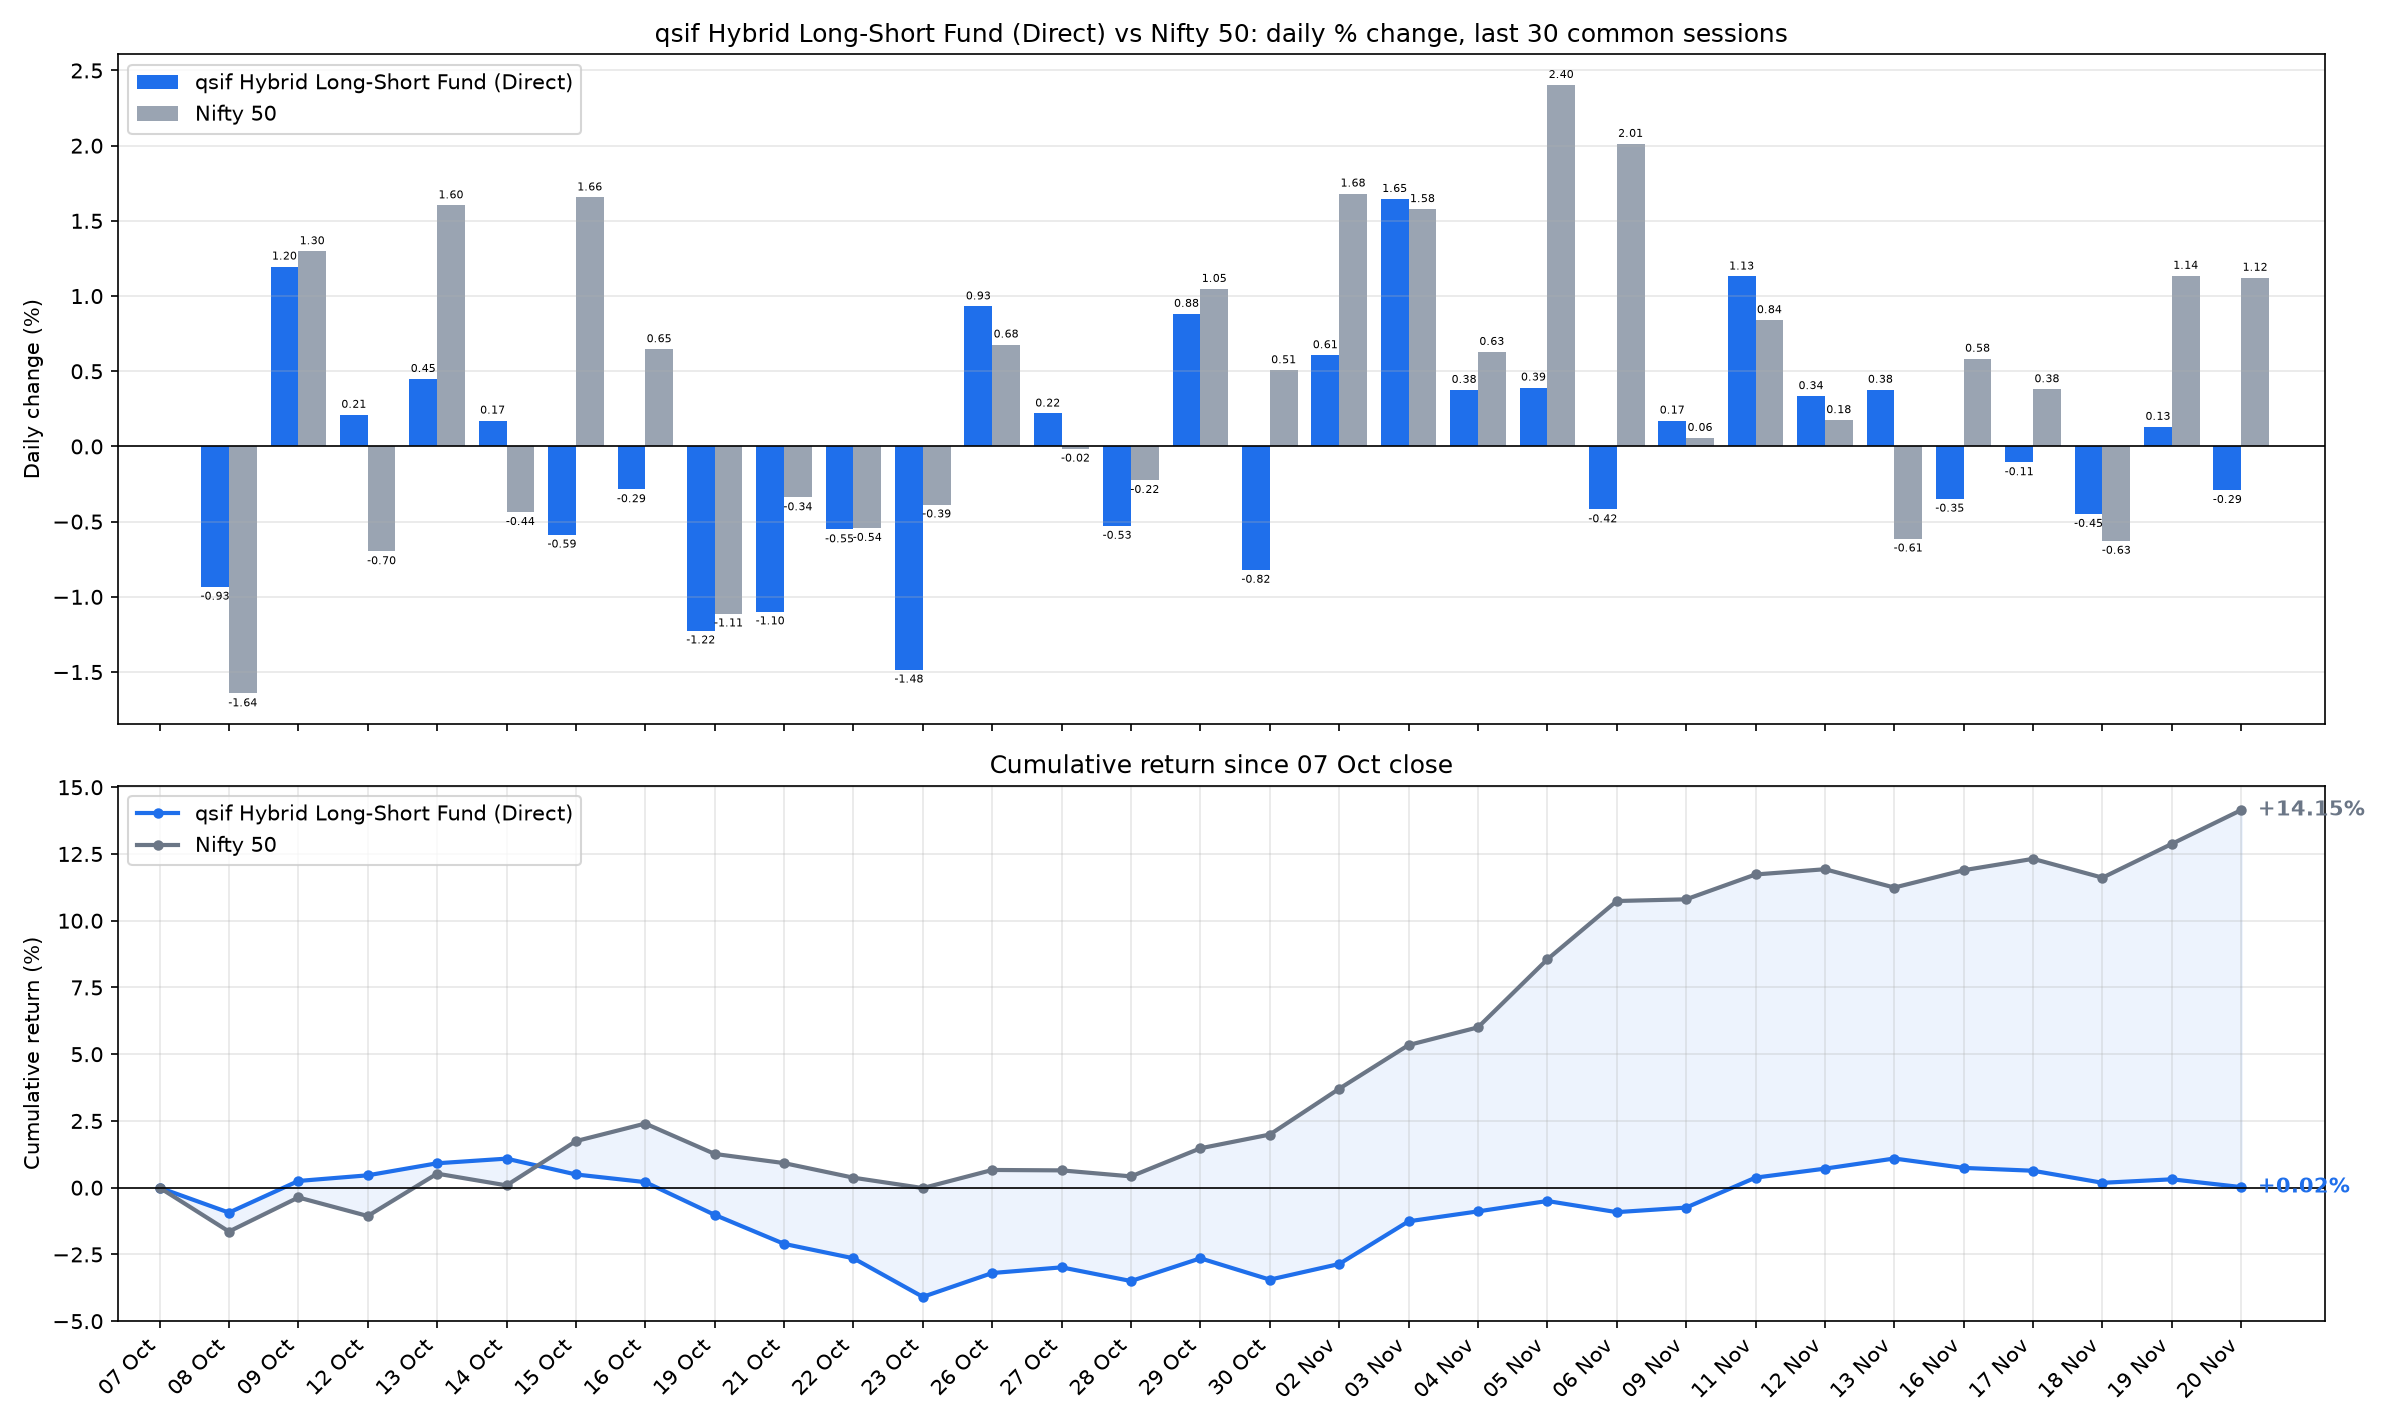 qsif Hybrid Long-Short Fund (Direct) vs Nifty 50: daily % change, last 30 common sessions
qsif Hybrid Long-Short Fund (Direct)
Nifty 50
Daily change (%)
2.5
2.0
1.5
1.0
0.5
0.0
−0.5
−1.0
−1.5
-0.93
-1.64
1.20
1.30
0.21
-0.70
0.45
1.60
0.17
-0.44
-0.59
1.66
-0.29
0.65
-1.22
-1.11
-1.10
-0.34
-0.55
-0.54
-1.48
-0.39
0.93
0.68
0.22
-0.02
-0.53
-0.22
0.88
1.05
-0.82
0.51
0.61
1.68
1.65
1.58
0.38
0.63
0.39
2.40
-0.42
2.01
0.17
0.06
1.13
0.84
0.34
0.18
0.38
-0.61
-0.35
0.58
-0.11
0.38
-0.45
-0.63
0.13
1.14
-0.29
1.12
Cumulative return since 07 Oct close
qsif Hybrid Long-Short Fund (Direct)
Nifty 50
Cumulative return (%)
15.0
12.5
10.0
7.5
5.0
2.5
0.0
−2.5
−5.0
+14.15%
+0.02%
07 Oct
08 Oct
09 Oct
12 Oct
13 Oct
14 Oct
15 Oct
16 Oct
19 Oct
21 Oct
22 Oct
23 Oct
26 Oct
27 Oct
28 Oct
29 Oct
30 Oct
02 Nov
03 Nov
04 Nov
05 Nov
06 Nov
09 Nov
11 Nov
12 Nov
13 Nov
16 Nov
17 Nov
18 Nov
19 Nov
20 Nov